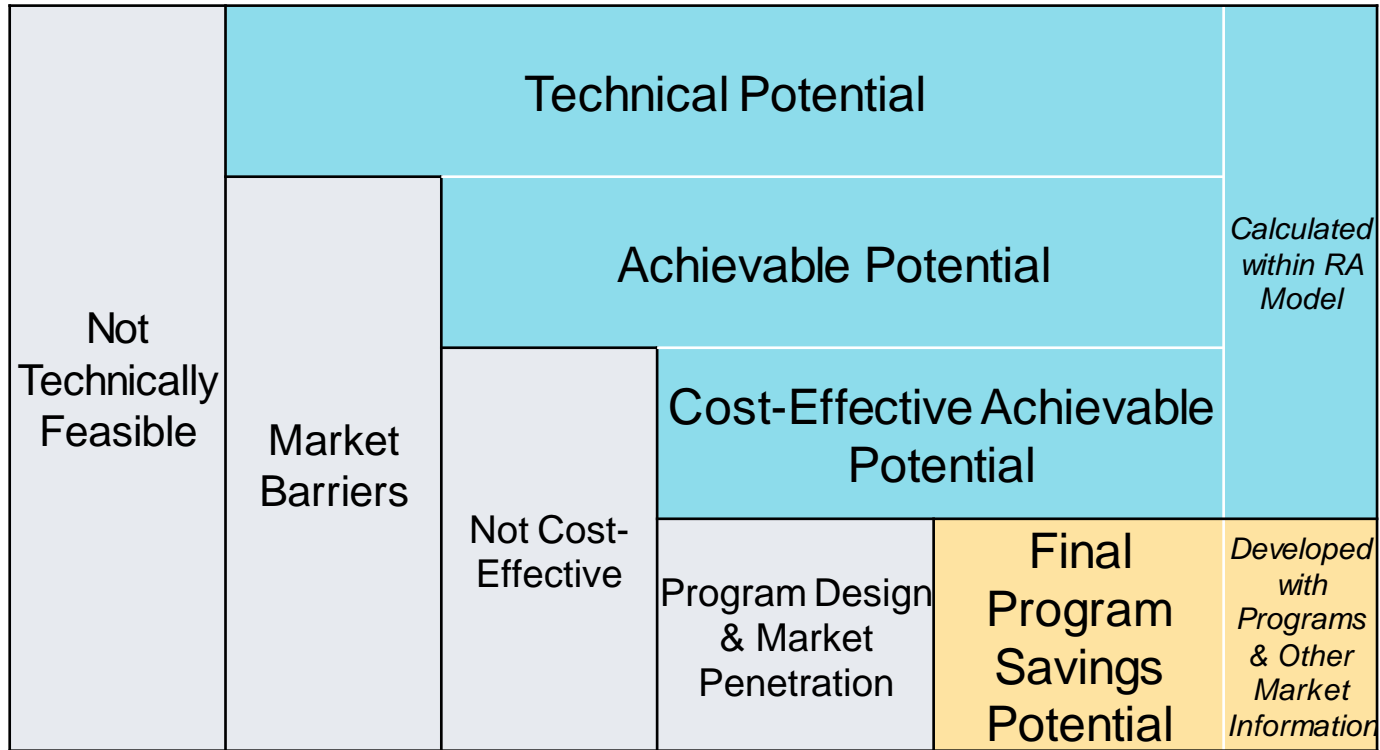 Technical Potential
Achievable Potential
Calculated
within RA
Model
Not
Technically
Feasible
Cost-Effective Achievable
Potential
Market
Barriers
Not Cost-
Effective
Program Design
& Market
Penetration
Final
Program
Savings
Potential
Developed
with
Programs
& Other
Market
Information